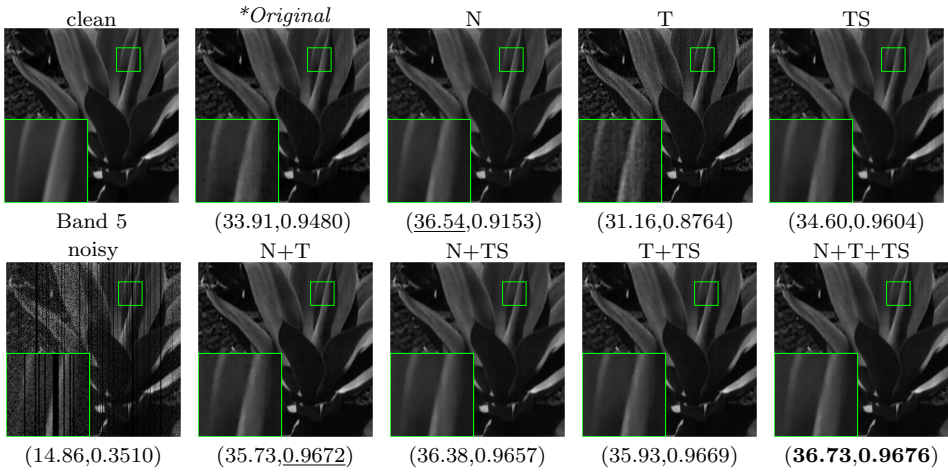 clean *Original N T TS
Band 5 (33.91,0.9480) (36.54,0.9153) (31.16,0.8764) (34.60,0.9604)
noisy N+T N+TS T+TS N+T+TS
(14.86,0.3510) (35.73,0.9672) (36.38,0.9657) (35.93,0.9669) (36.73,0.9676)